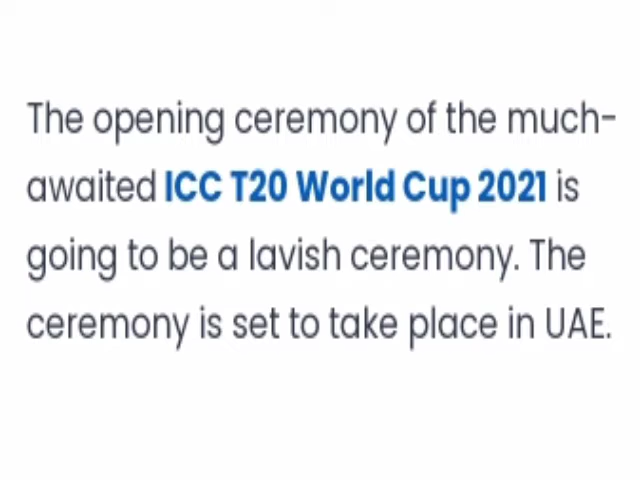 The opening ceremony of the much-
awaited ICC T20 World Cup 2021 is
going to be a lavish ceremony. The
ceremony is set to take place in UAE.